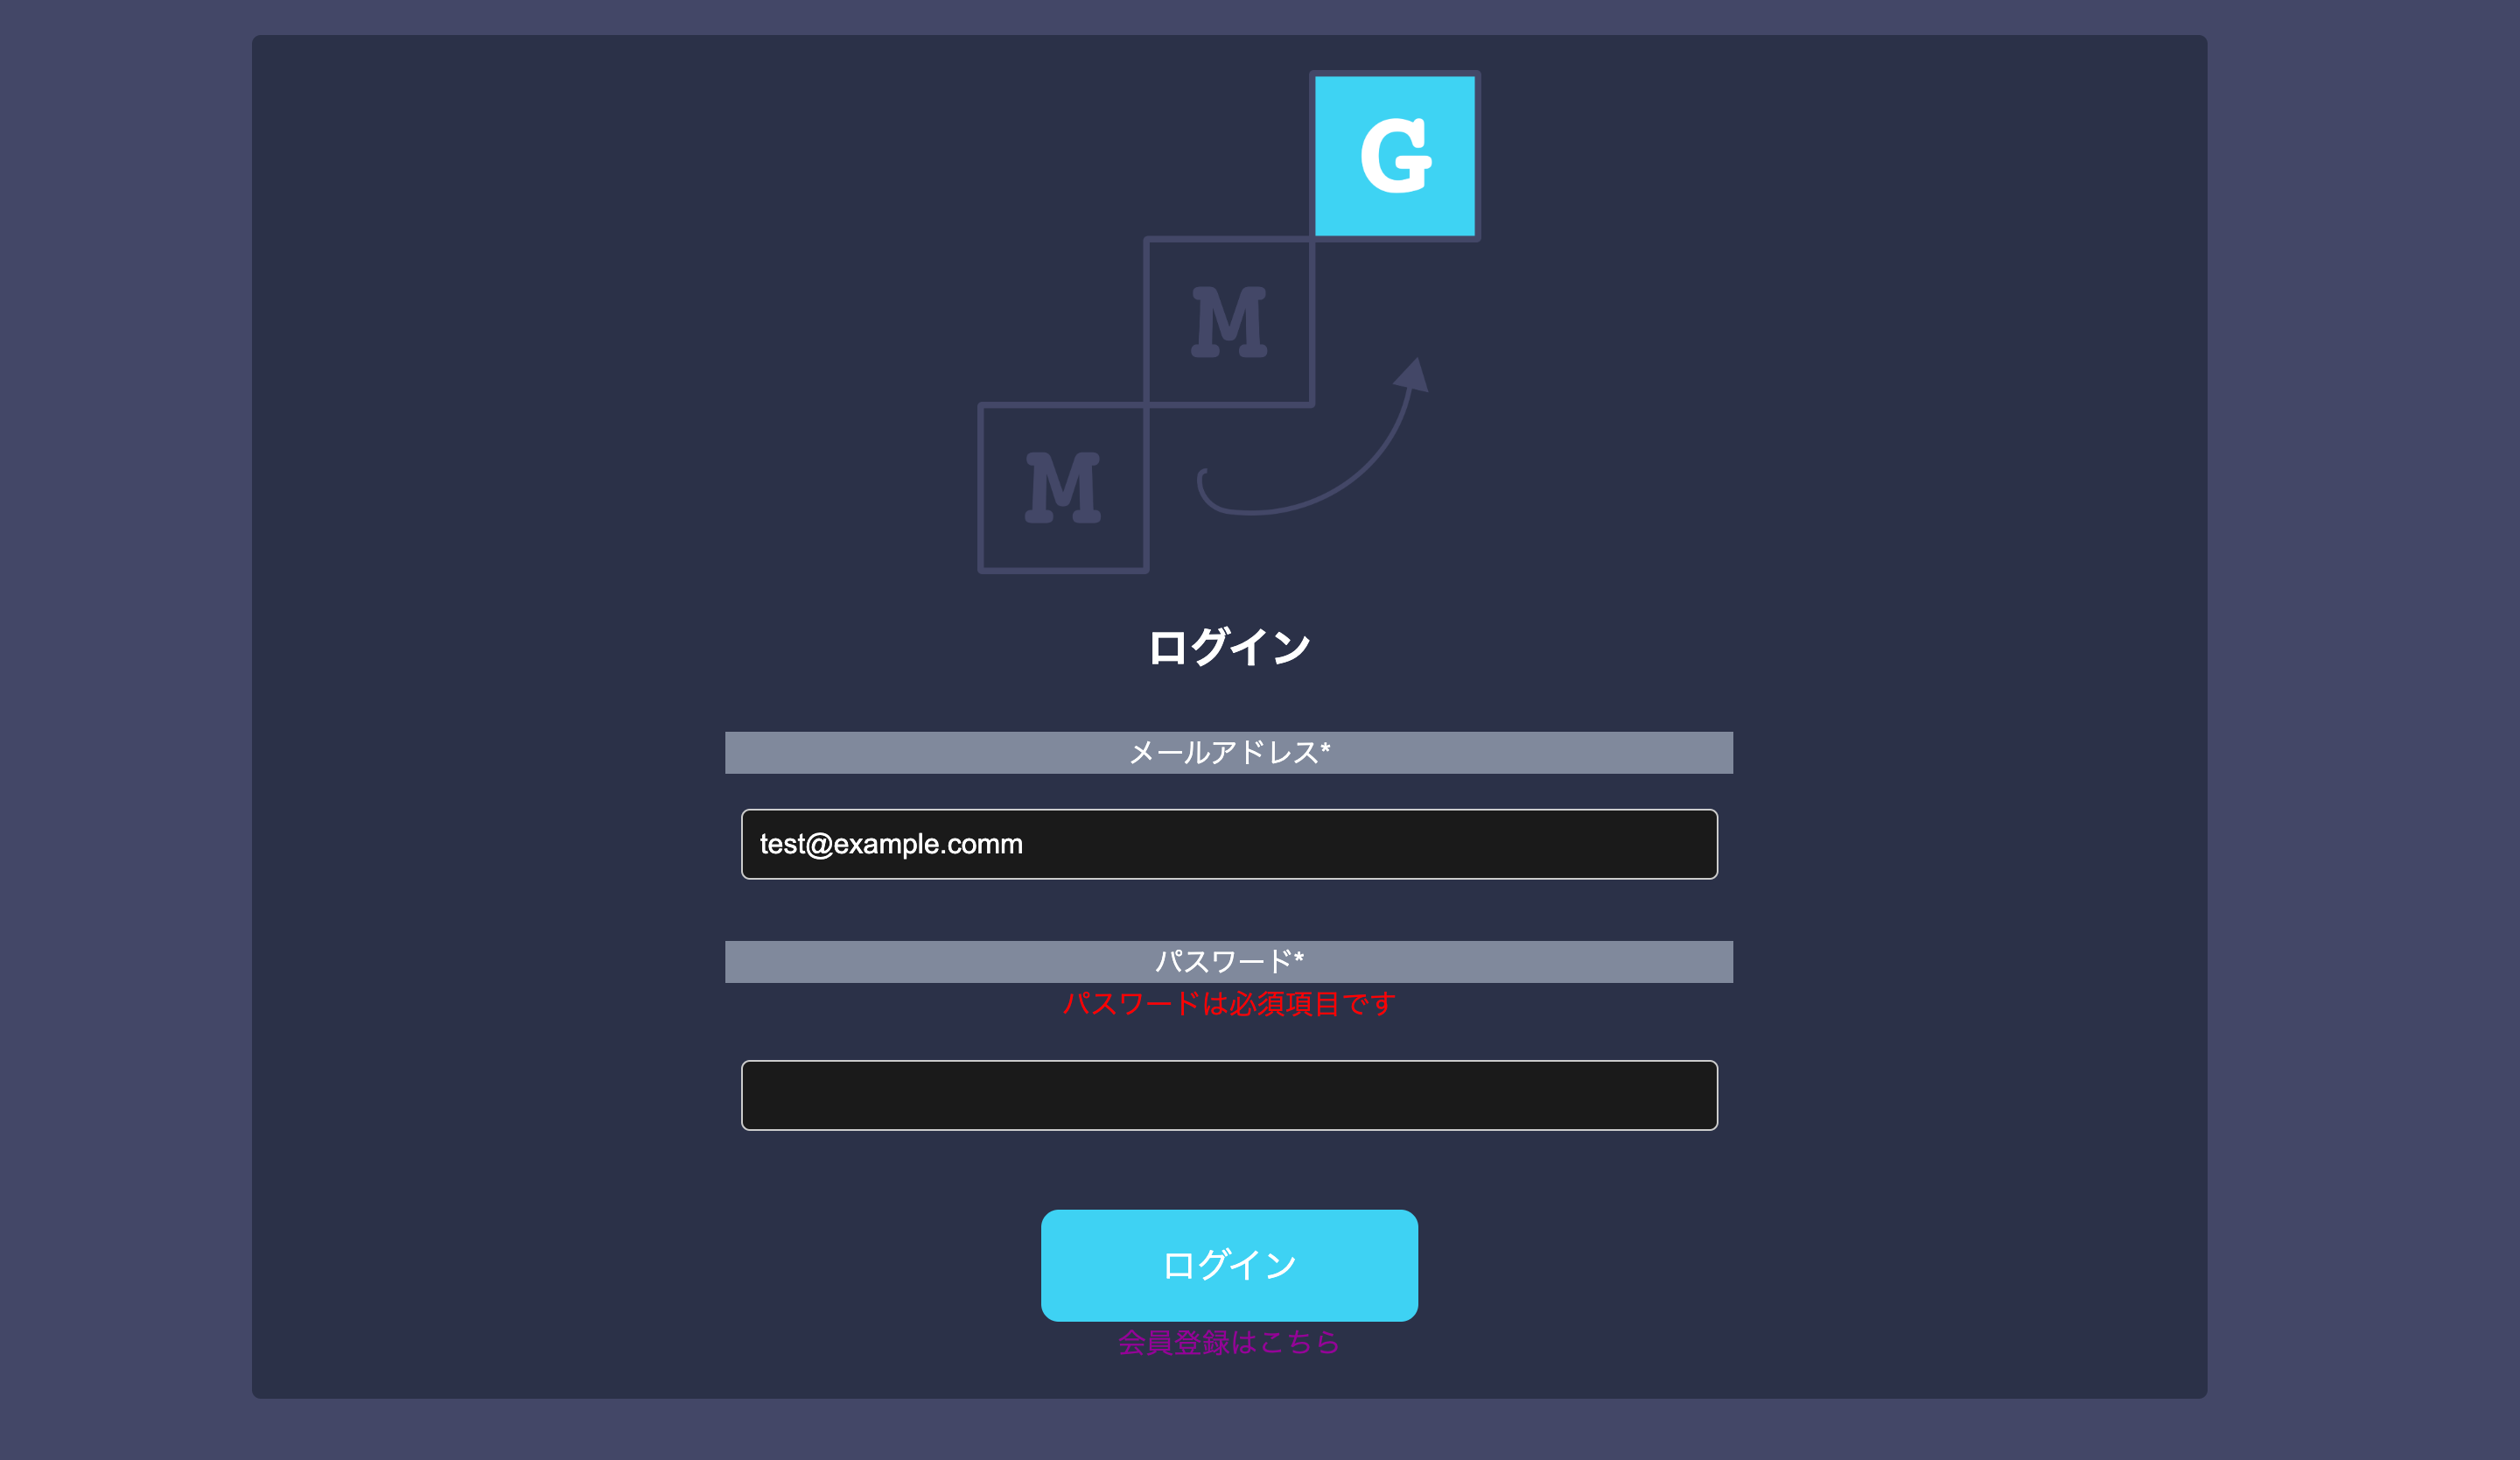 G
M
M
ログイン
メールアドレス*
test@example.comm
パスワード*
パスワードは必須項目です
ログイン
会員登録はこちら